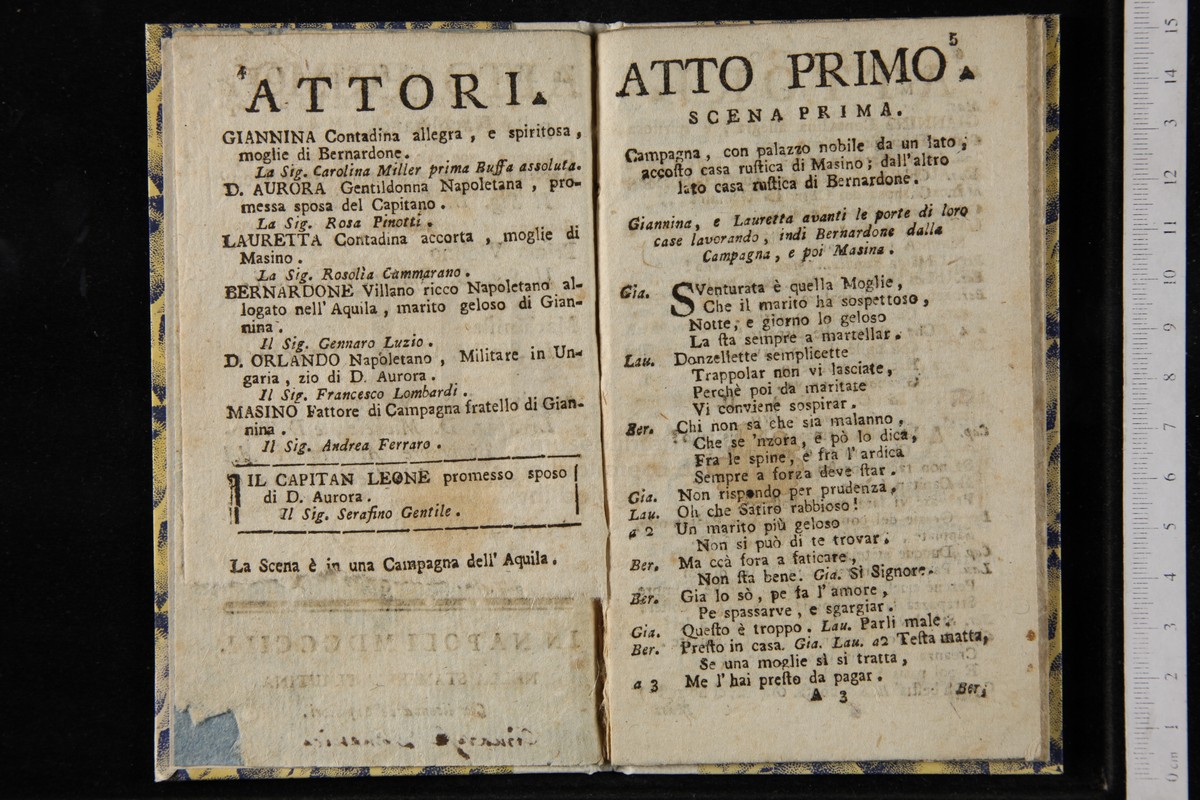 4
ATTORI.
GIANNINA Contadina allegra , e spiritosa ,
moglie di Bernardone.
La Sig. Carolina Miller prima Buffa assoluta.
D. AURORA Gentildonna Napoletana , pro-
messa sposa del Capitano .
La Sig. Rosa Pinotti .
LAURETTA Contadina accorta , moglie di
Masino .
La Sig. Rosolìa Cammarano .
BERNARDONE Villano ricco Napoletano al-
logato nell' Aquila , marito geloso di Gian-
nina .
Il Sig. Gennaro Luzio .
D. ORLANDO Napoletano , Militare in Un-
garia , zio di D. Aurora .
Il Sig. Francesco Lombardi .
MASINO Fattore di Campagna fratello di Gian-
nina .
Il Sig. Andrea Ferraro .
IL CAPITAN LEONE promesso sposo
di D. Aurora .
Il Sig. Serafino Gentile .
La Scena è in una Campagna dell' Aquila .
5
ATTO PRIMO.
SCENA PRIMA.
Campagna , con palazzo nobile da un lato ;
accoſto casa ruſtica di Masino ; dall' altro
lato casa ruſtica di Bernardone .
Giannina, e Lauretta avanti le porte di loro
case lavorando , indi Bernardone dalla
Campagna , e poi Masina .
Gia. SVenturata è quella Moglie ,
Che il marito ha sospettoso ,
Notte, e giorno lo geloso
La ſta sempre a martellar .
Lau. Donzellette semplicette
Trappolar non vi lasciate ,
Perchè poi da maritate
Vi conviene sospirar .
Ber. Chi non sa che sia malanno ,
Che se 'nzora , e pò lo dica ,
Fra le spine , e fra l' ardica
Sempre a forza deve ſtar .
Gia. Non rispondo per prudenza ,
Lau. Oh che Satiro rabbioso !
a 2 Un marito più geloso
Non si può di te trovar .
Ber. Ma ccà fora a faticare ,
Non ſta bene . Gia. Sì Signore .
Ber. Gia lo sò , pe fa l' amore ,
Pe spassarve , e sgargiar .
Gia. Queſto è troppo . Lau. Parli male .
Ber. Preſto in casa. Gia. Lau. a2 Teſta matta,
Se una moglie sì si tratta ,
a 3 Me l' hai preſto da pagar .
A 3 Ber.